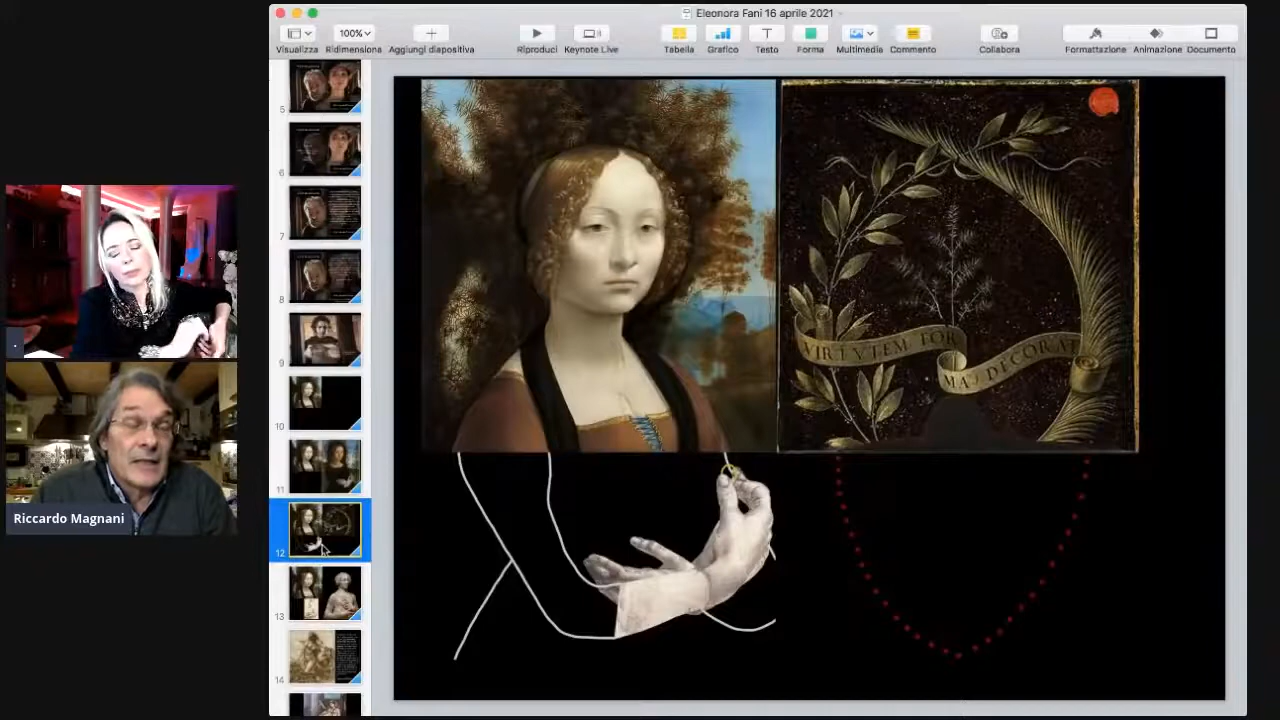 Eleonora Fani 16 aprile 2021
100%
Visualizza
Ridimensiona
Aggiungi diapositiva
Riproduci
Keynote Live
Tabella
Grafico
Testo
Forma
Multimedia
Commento
Collabora
Formattazione
Animazione
Documento
5
6
7
8
9
10
11
12
13
14
VIRTVTEM FOR
MA DECORAT
Riccardo Magnani